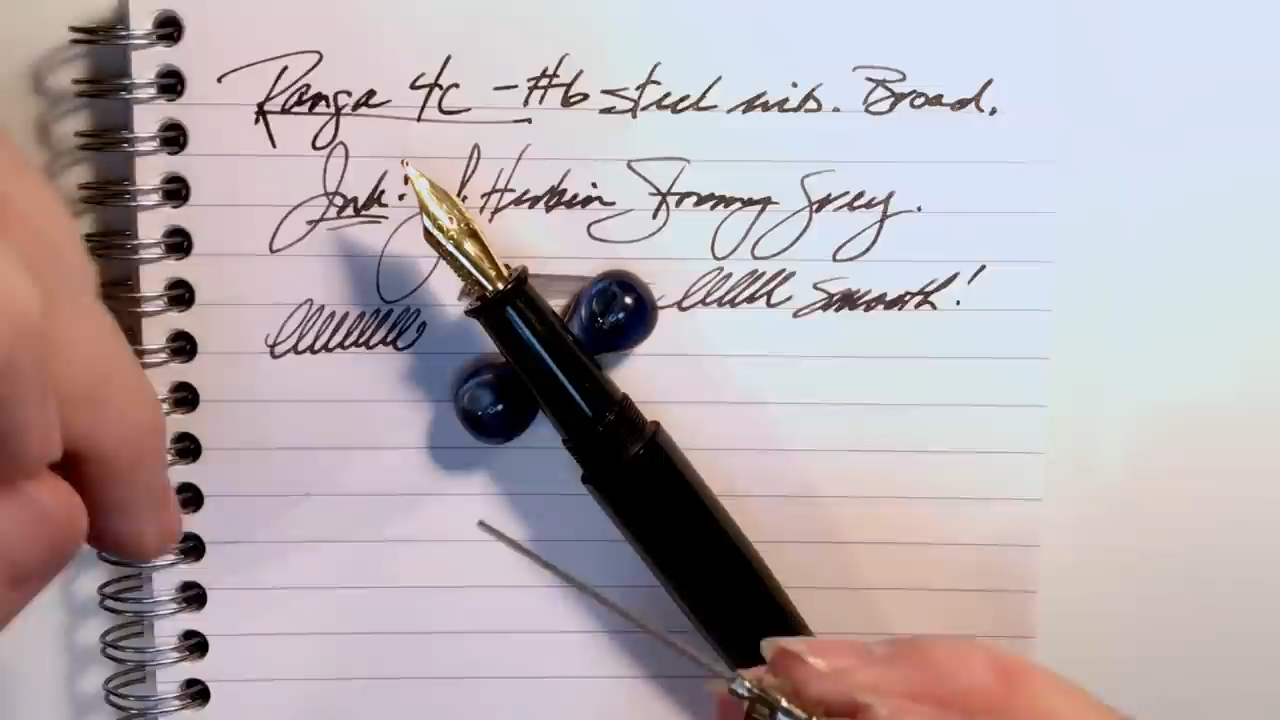 Ranga 4c - #6 steel nib. Broad.
Ink: J. Herbin Stormy Grey.
Smooth!